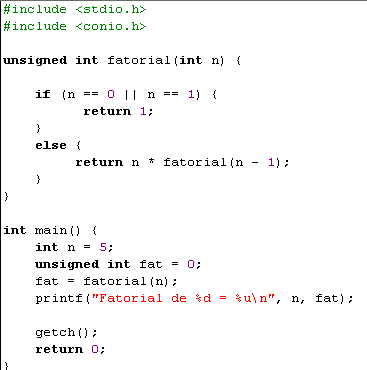 #include <stdio.h>
#include <conio.h>
unsigned int fatorial(int n) {
if (n == 0 || n == 1) {
return 1;
}
else {
return n * fatorial(n - 1);
}
}
int main() {
int n = 5;
unsigned int fat = 0;
fat = fatorial(n);
printf("Fatorial de %d = %u\n", n, fat);
getch();
return 0;
}